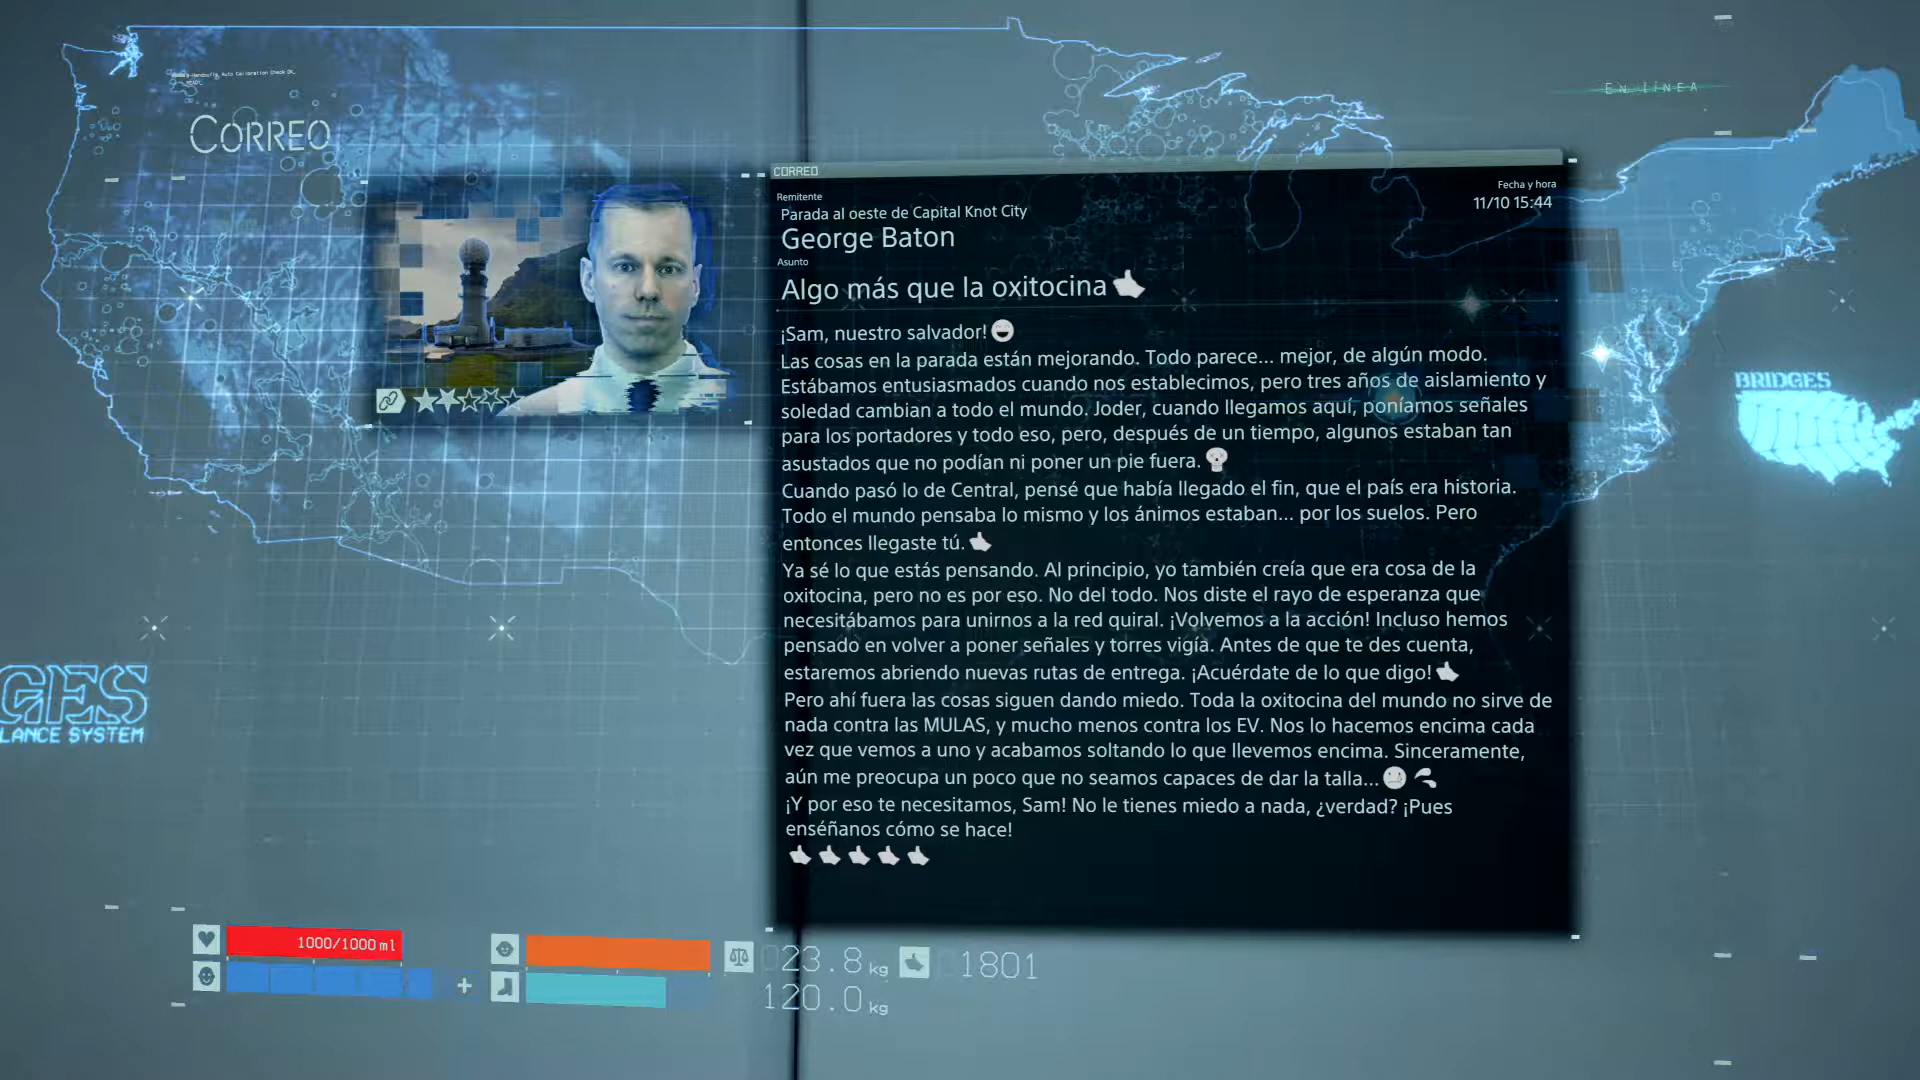 CORREO
EN LÍNEA
CORREO
Remitente
Fecha y hora
Parada al oeste de Capital Knot City
11/10 15:44
George Baton
Asunto
Algo más que la oxitocina
¡Sam, nuestro salvador!
Las cosas en la parada están mejorando. Todo parece... mejor, de algún modo.
Estábamos entusiasmados cuando nos establecimos, pero tres años de aislamiento y
soledad cambian a todo el mundo. Joder, cuando llegamos aquí, poníamos señales
para los portadores y todo eso, pero, después de un tiempo, algunos estaban tan
asustados que no podían ni poner un pie fuera.
Cuando pasó lo de Central, pensé que había llegado el fin, que el país era historia.
Todo el mundo pensaba lo mismo y los ánimos estaban... por los suelos. Pero
entonces llegaste tú.
Ya sé lo que estás pensando. Al principio, yo también creía que era cosa de la
oxitocina, pero no es por eso. No del todo. Nos diste el rayo de esperanza que
necesitábamos para unirnos a la red quiral. ¡Volvemos a la acción! Incluso hemos
pensado en volver a poner señales y torres vigía. Antes de que te des cuenta,
estaremos abriendo nuevas rutas de entrega. ¡Acuérdate de lo que digo!
Pero ahí fuera las cosas siguen dando miedo. Toda la oxitocina del mundo no sirve de
nada contra las MULAS, y mucho menos contra los EV. Nos lo hacemos encima cada
vez que vemos a uno y acabamos soltando lo que llevemos encima. Sinceramente,
aún me preocupa un poco que no seamos capaces de dar la talla...
¡Y por eso te necesitamos, Sam! No le tienes miedo a nada, ¿verdad? ¡Pues
enséñanos cómo se hace!
BRIDGES
GES
LANCE SYSTEM
1000/1000 ml
023.8 kg
120.0 kg
1801